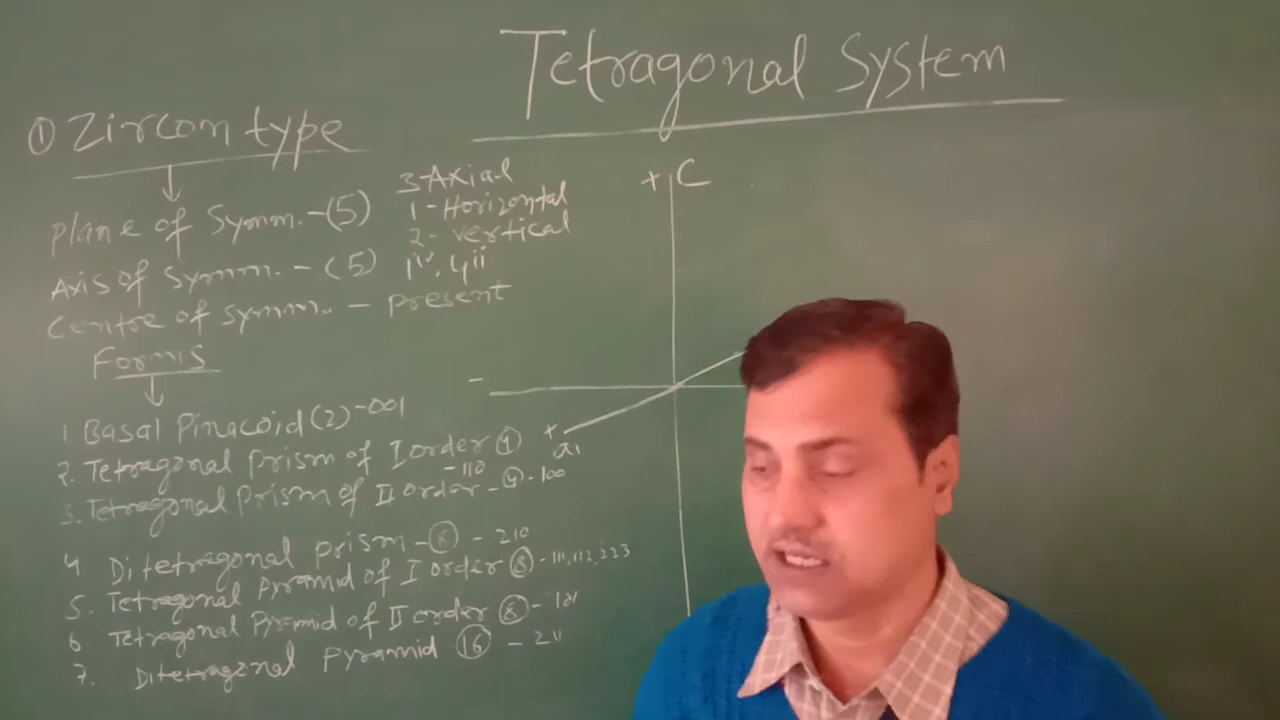 Tetragonal System
① Zircon type
Plane of Symm. - (5) 3-Axial
1 - Horizontal
2 - vertical
Axis of Symm. - (5) 1ⁱᵛ, 4ⁱⁱ
Centre of symm. - Present
Forms
1 Basal Pinacoid (2) - 001
2. Tetragonal Prism of I order ④ - 110
3. Tetragonal Prism of II order - ④ - 100
4 Ditetragonal prism - ⑧ - 210
5. Tetragonal Pyramid of I order ⑧ - 111, 112, 223
6. Tetragonal Pyramid of II order ⑧ - 101
7. Ditetragonal Pyramid ⑯ - 211
+ C
-
+
a1